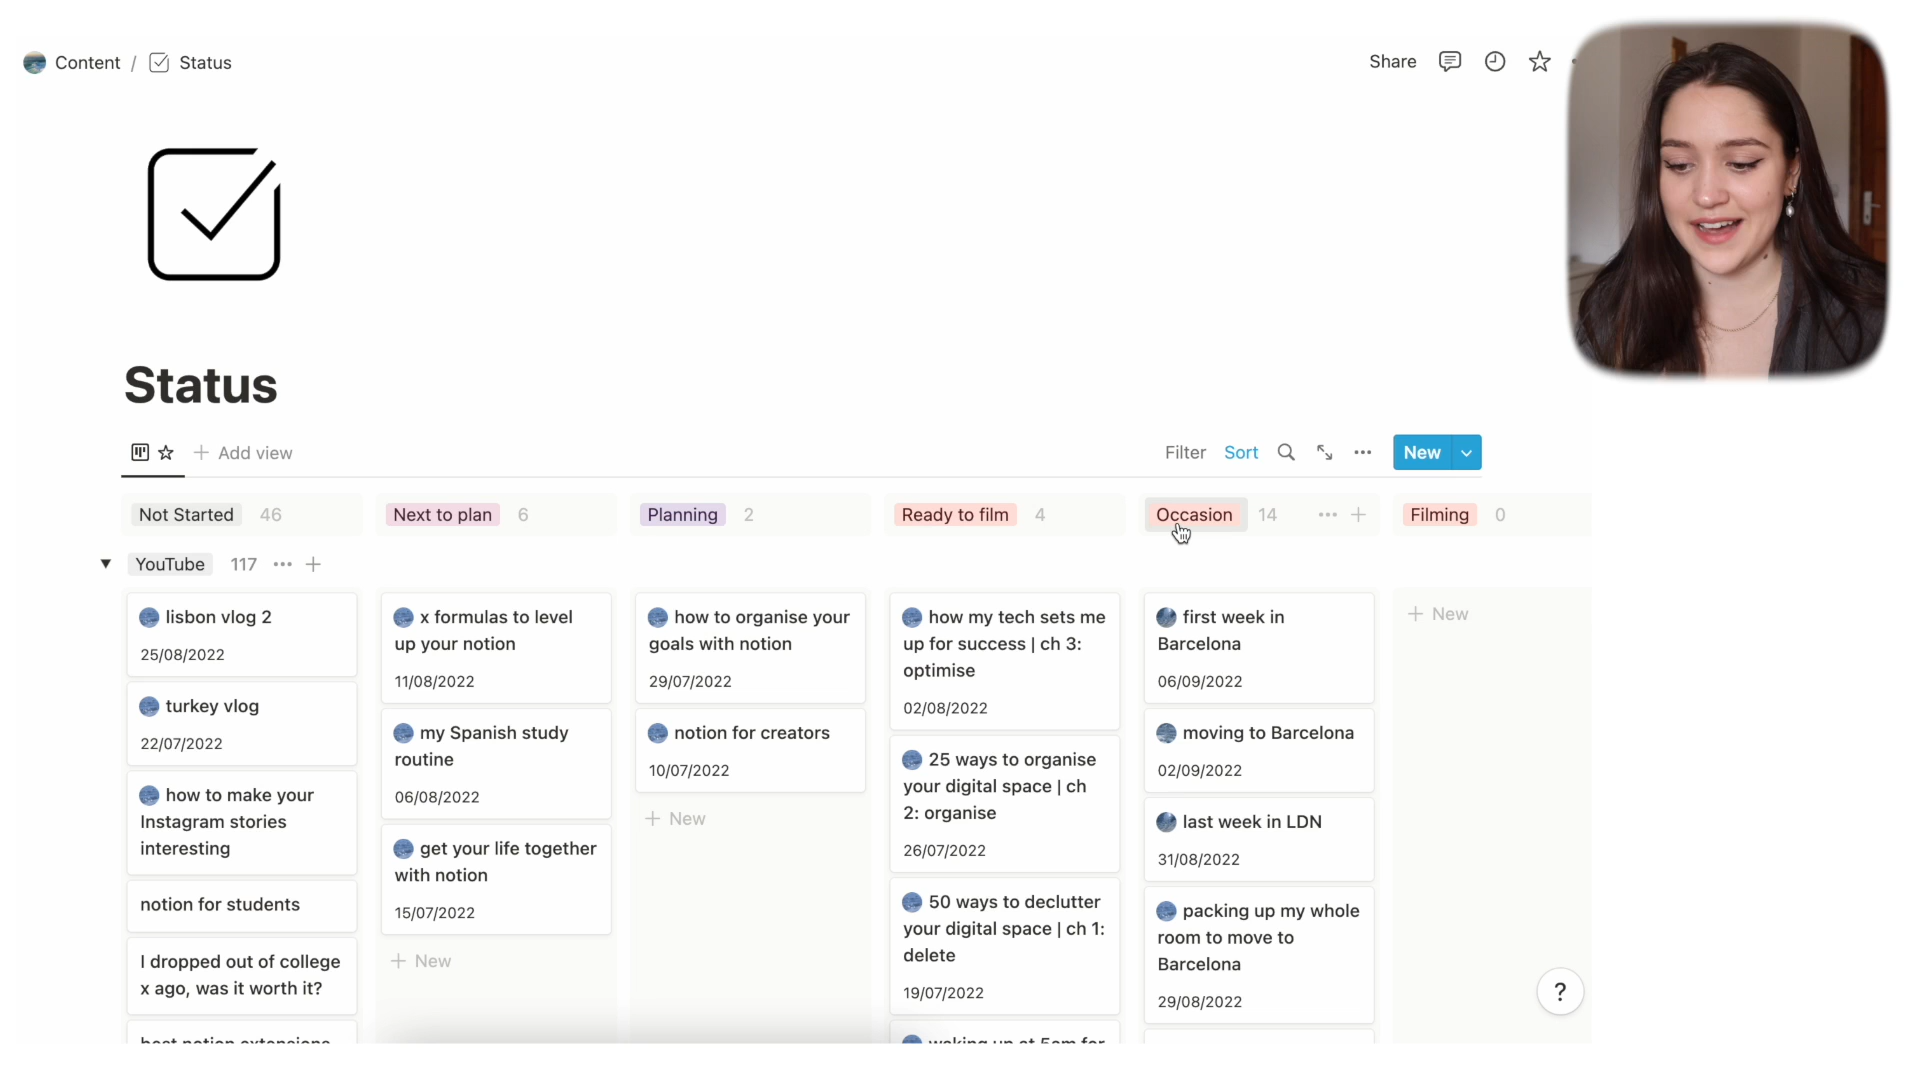 Content / Status
Share
Status
Add view
Filter Sort New
Not Started 46
Next to plan 6
Planning 2
Ready to film 4
Occasion 14
Filming 0
YouTube 117
lisbon vlog 2
25/08/2022
turkey vlog
22/07/2022
how to make your
Instagram stories
interesting
notion for students
I dropped out of college
x ago, was it worth it?
best notion extensions
x formulas to level
up your notion
11/08/2022
my Spanish study
routine
06/08/2022
get your life together
with notion
15/07/2022
+ New
how to organise your
goals with notion
29/07/2022
notion for creators
10/07/2022
+ New
how my tech sets me
up for success | ch 3:
optimise
02/08/2022
25 ways to organise
your digital space | ch
2: organise
26/07/2022
50 ways to declutter
your digital space | ch 1:
delete
19/07/2022
waking up at 5am for
first week in
Barcelona
06/09/2022
moving to Barcelona
02/09/2022
last week in LDN
31/08/2022
packing up my whole
room to move to
Barcelona
29/08/2022
+ New
?